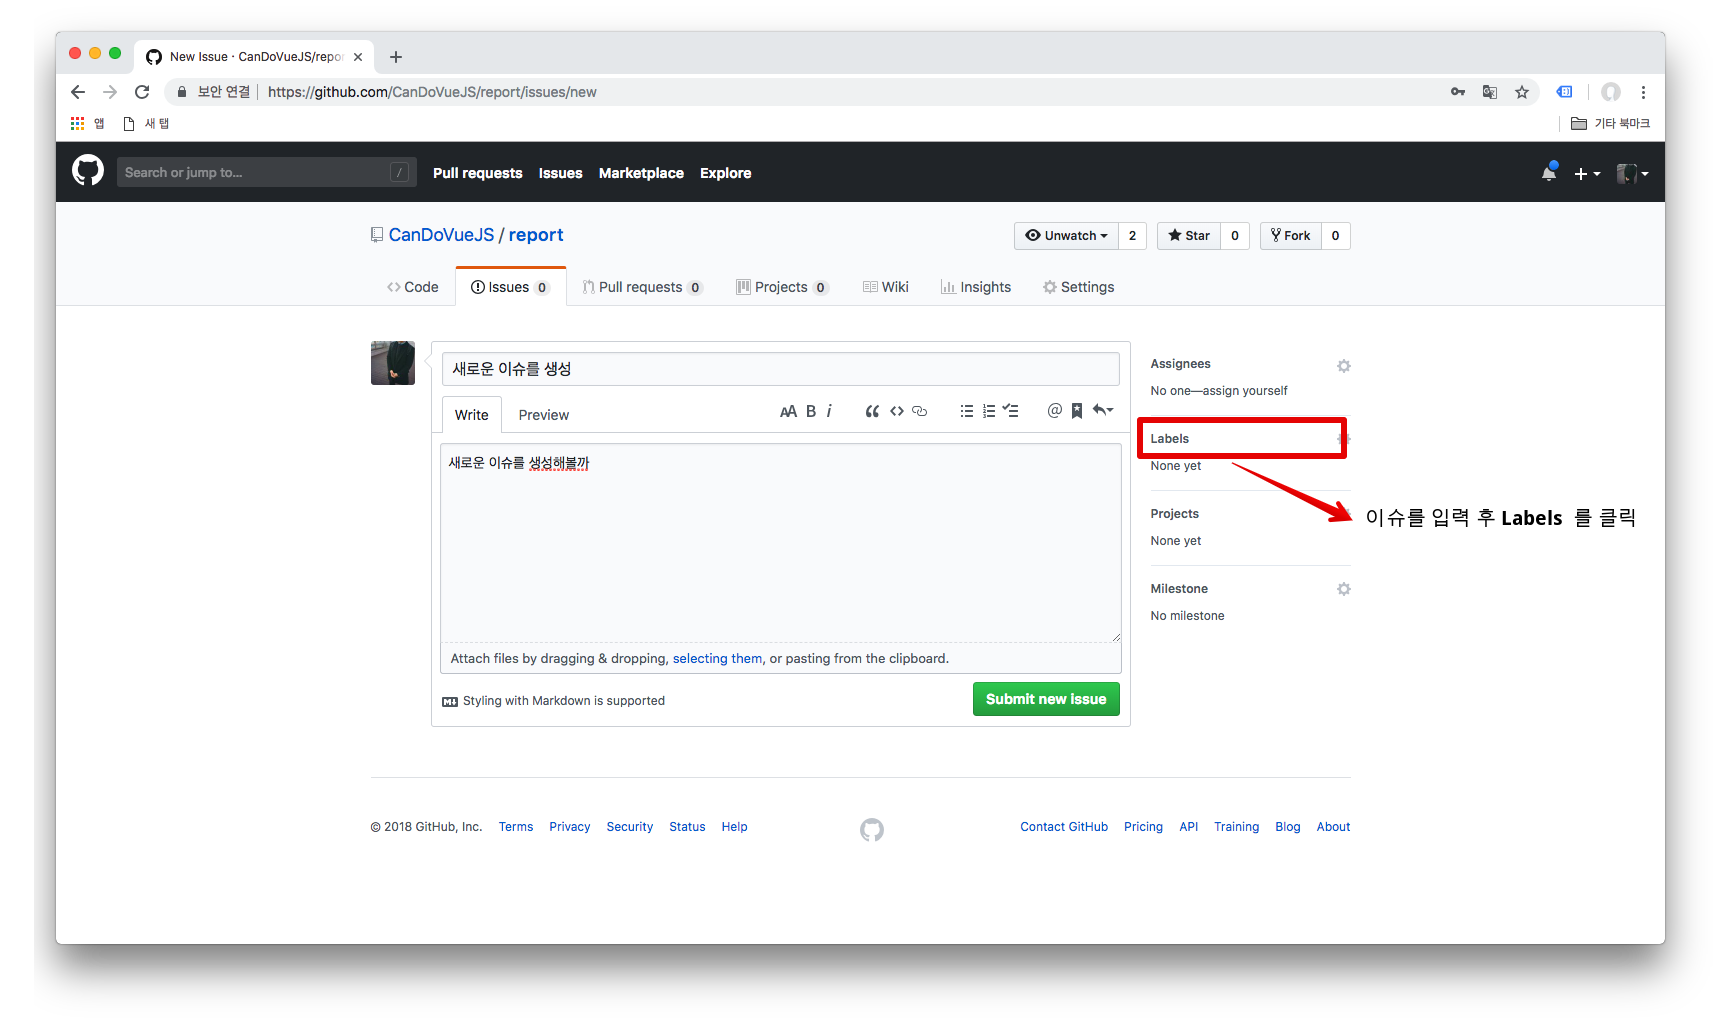 New Issue · CanDoVueJS/repor
보안 연결 https://github.com/CanDoVueJS/report/issues/new
앱 새 탭 기타 북마크
Search or jump to... / Pull requests Issues Marketplace Explore
CanDoVueJS / report Unwatch 2 Star 0 Fork 0
Code Issues 0 Pull requests 0 Projects 0 Wiki Insights Settings
새로운 이슈를 생성
Write Preview AA B i
새로운 이슈를 생성해볼까
Attach files by dragging & dropping, selecting them, or pasting from the clipboard.
Styling with Markdown is supported
Submit new issue
Assignees
No one—assign yourself
Labels
None yet
이슈를 입력 후 Labels 를 클릭
Projects
None yet
Milestone
No milestone
© 2018 GitHub, Inc. Terms Privacy Security Status Help Contact GitHub Pricing API Training Blog About